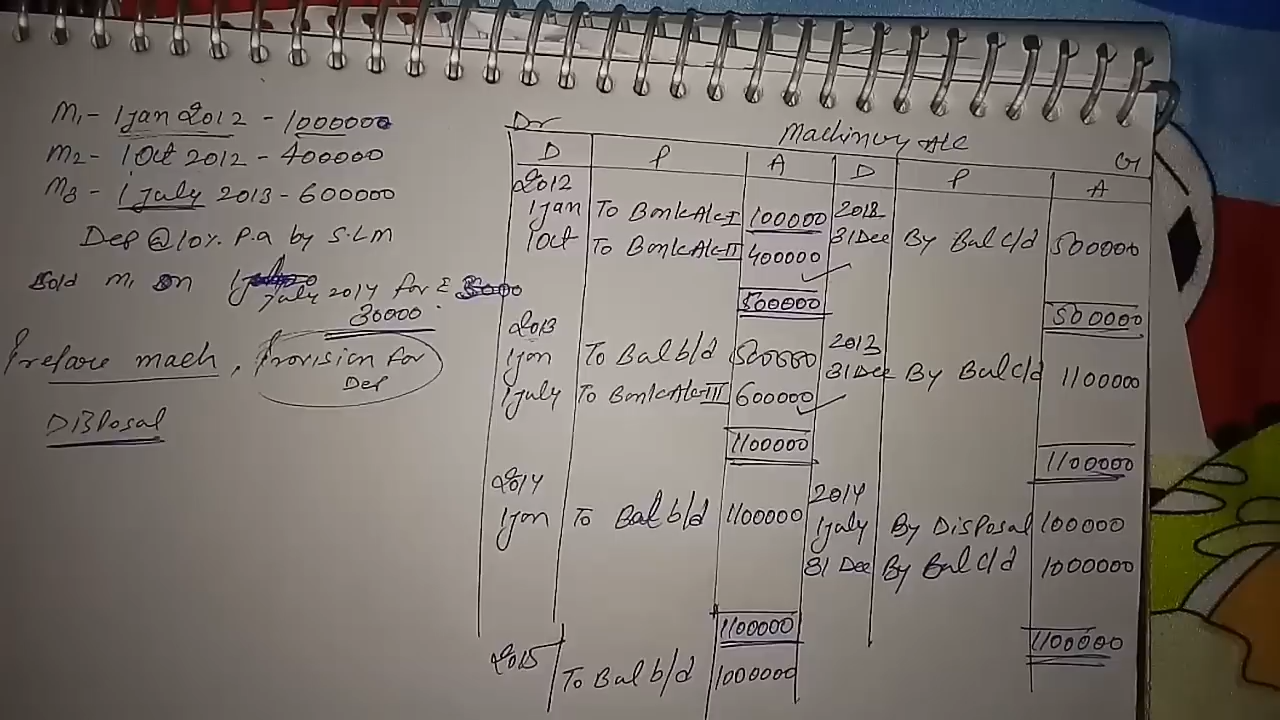 M1 - 1 jan 2012 - 1000000
M2 - 1 Oct 2012 - 400000
M3 - 1 July 2013 - 600000
Dep @ 10% P.a by S.L.M
Sold M1 on July 2014 for ₹
30000
Prepare mach, Provision for
Dep
Disposal
Dr Machinery A/c Cr
D P A D P A
2012
1 jan To Bank A/c I 100000 2012
31 Dec By Bal c/d 500000
1 Oct To Bank A/c II 400000
500000 500000
2013
1 jan To Bal b/d 500000 2013
31 Dec By Bal c/d 1100000
1 july To Bank A/c III 600000
1100000 1100000
2014
1 jan To Bal b/d 1100000 2014
1 July By Disposal 100000
31 Dec By Bal c/d 1000000
1100000 1100000
2015 To Bal b/d 1000000